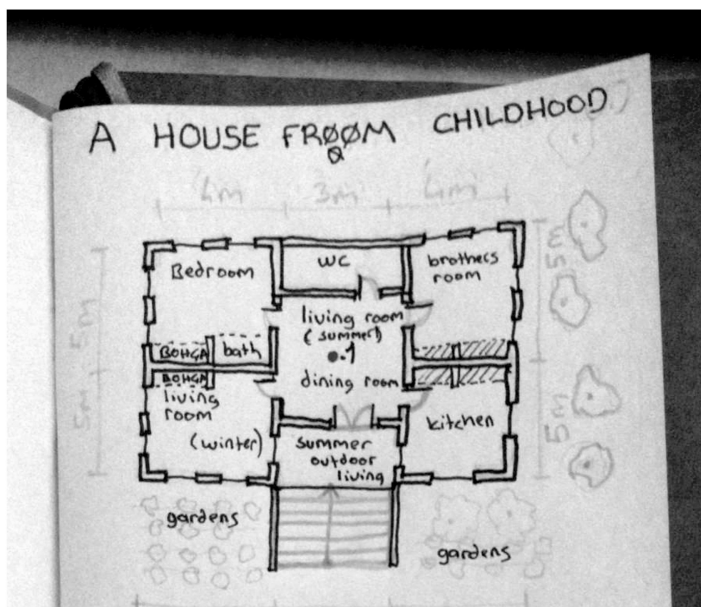 A HOUSE FRØØM CHILDHOOD
4m 3m 4m
Bedroom
WC
brothers
room
5m
5m
living room
(summer)
.1
BOHGA
bath
BOHGA
dining room
living
room
(winter)
kitchen
5m
5m
summer
outdoor
living
gardens
gardens